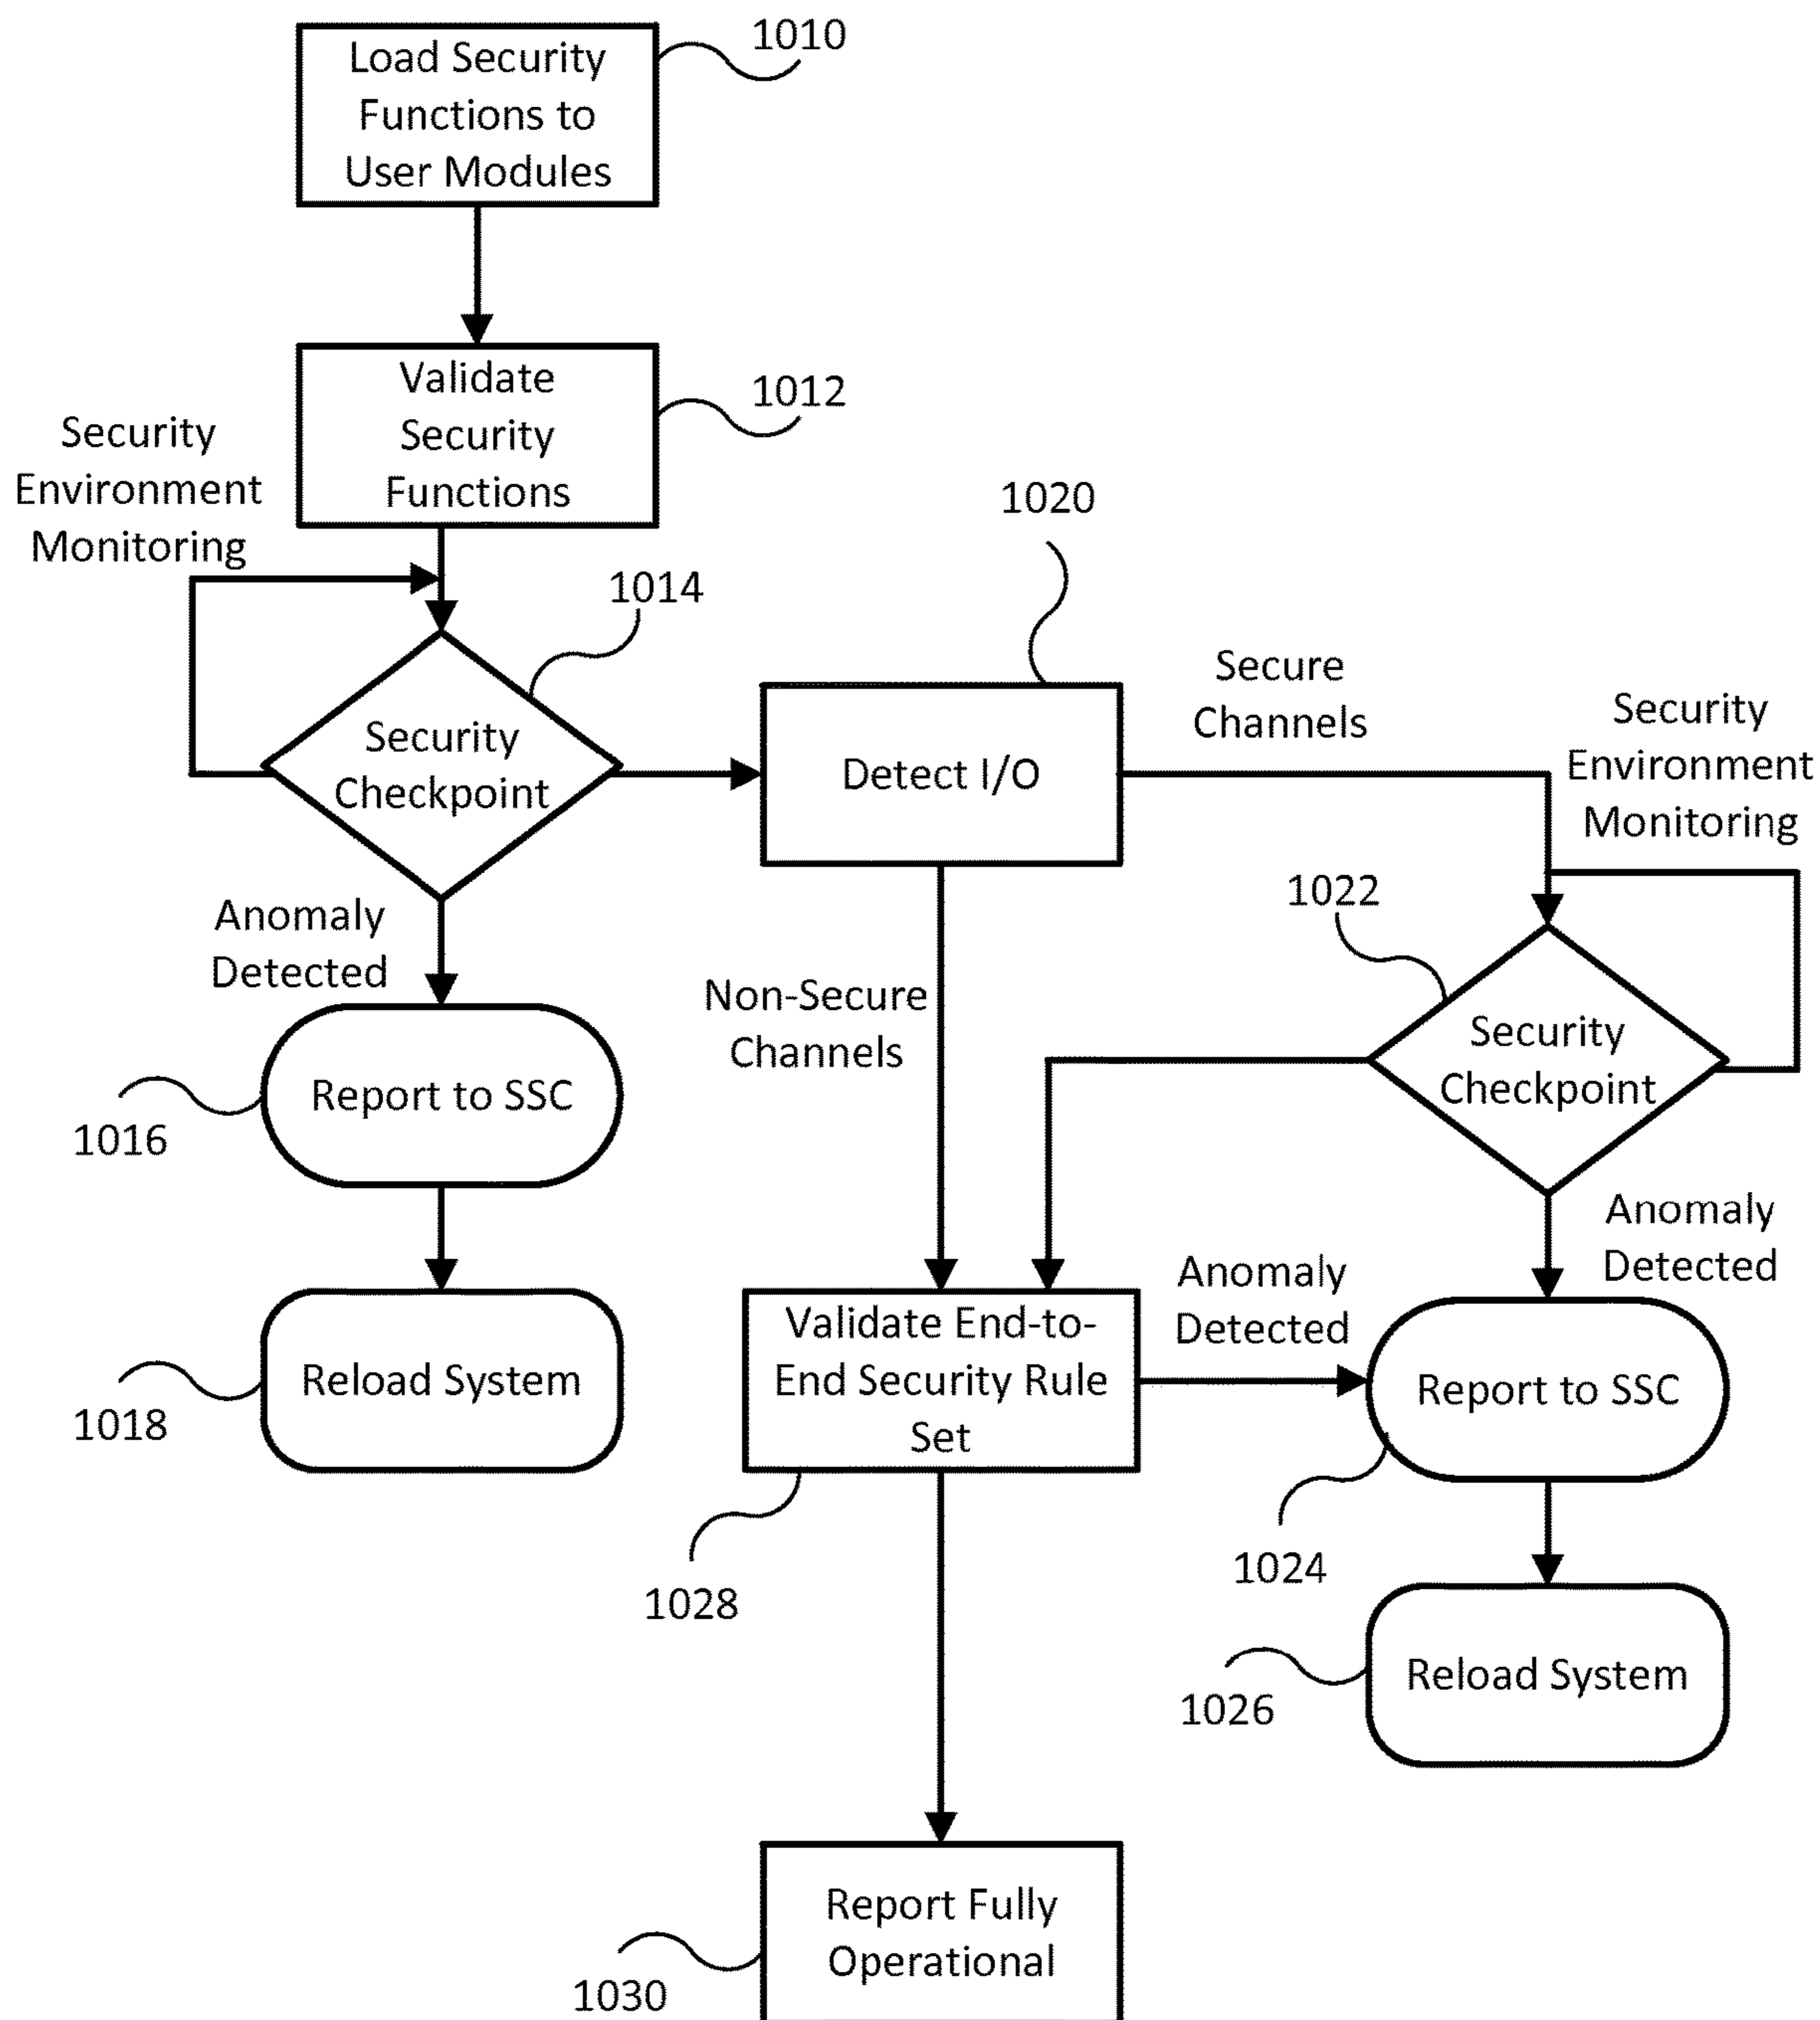 Load Security
Functions to
User Modules
1010
Validate
Security
Functions
1012
Security
Environment
Monitoring
1014
Security
Checkpoint
1020
Detect I/O
Secure
Channels
Security
Environment
Monitoring
1022
Security
Checkpoint
Anomaly
Detected
Non-Secure
Channels
Report to SSC
1016
Reload System
1018
Anomaly
Detected
Validate End-to-
End Security Rule
Set
1028
Anomaly
Detected
Report to SSC
1024
Reload System
1026
Report Fully
Operational
1030